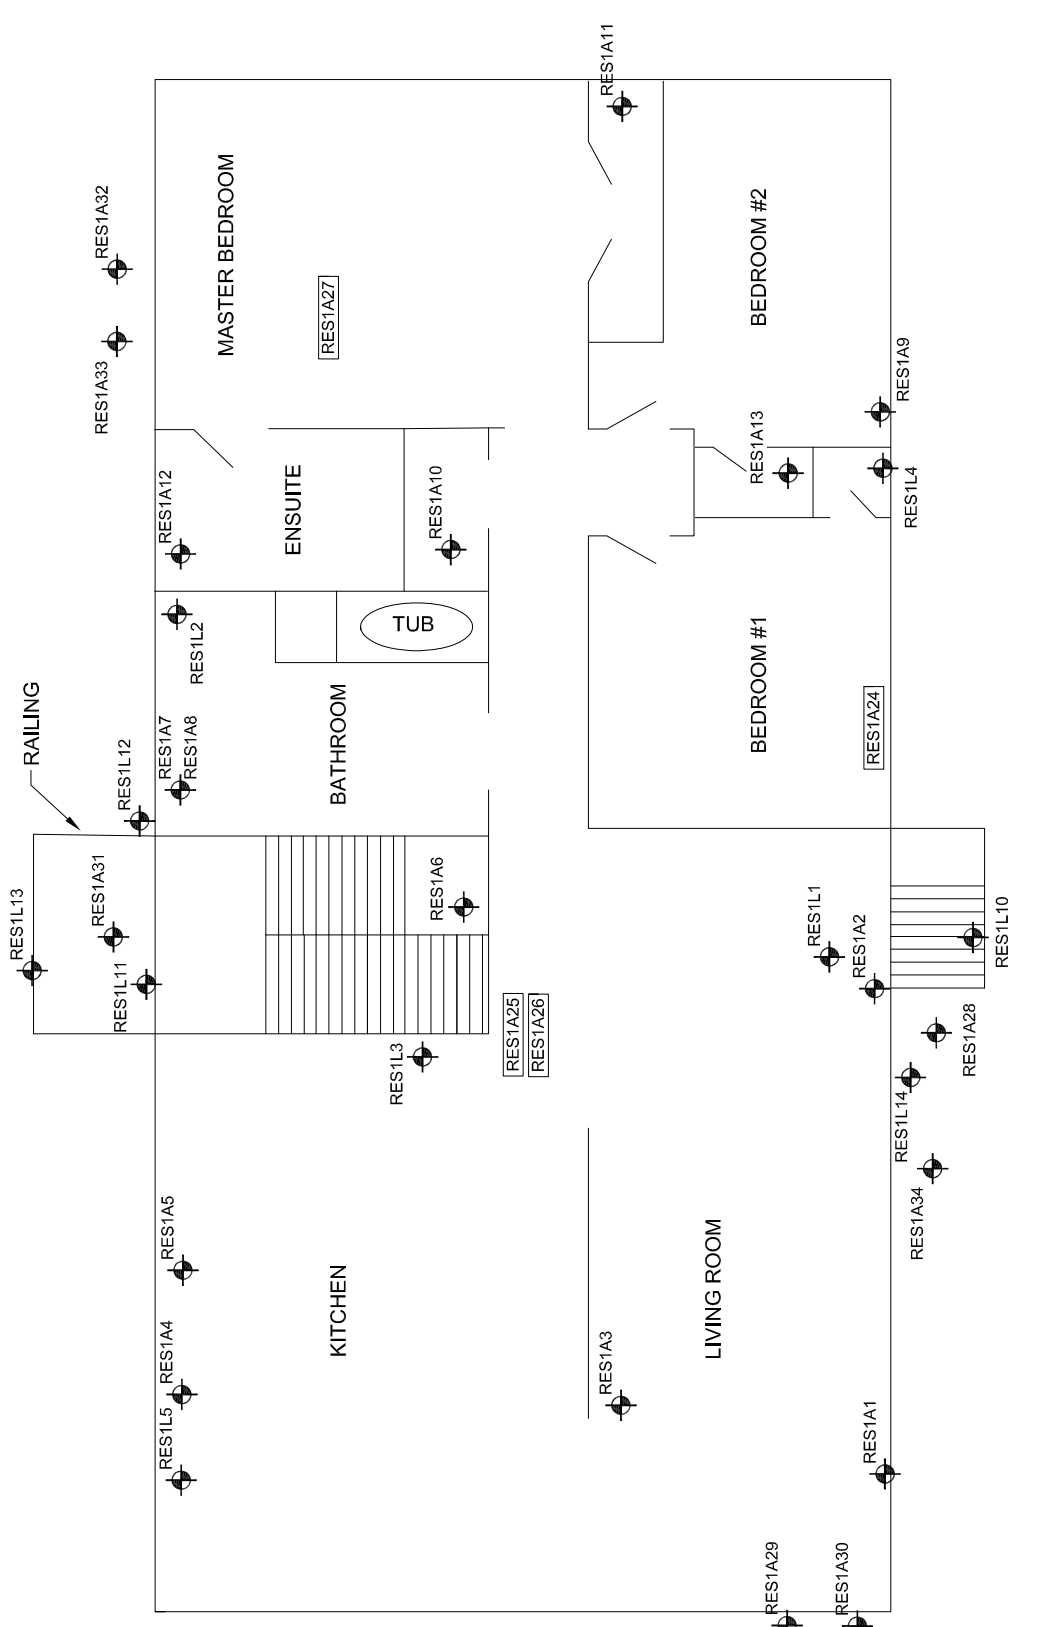 RES1A11
RES1A32
MASTER BEDROOM
BEDROOM #2
RES1A27
RES1A33
RES1A9
RES1A13
RES1A12
ENSUITE
RES1A10
RES1L4
TUB
RES1L2
RAILING
BATHROOM
BEDROOM #1
RES1A24
RES1L12
RES1A7
RES1A8
RES1A31
RES1A6
RES1L13
RES1L11
RES1L1
RES1A2
RES1L10
RES1L3
RES1A25
RES1A26
RES1A28
RES1L14
RES1A34
RES1A5
KITCHEN
LIVING ROOM
RES1A4
RES1A3
RES1L5
RES1A1
RES1A29
RES1A30